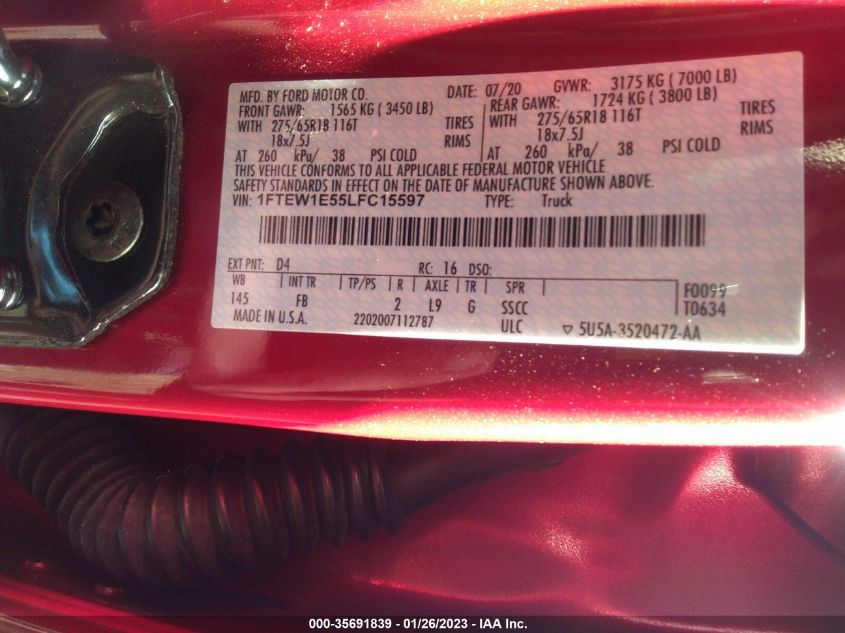 MFD. BY FORD MOTOR CO. DATE: 07/20 GVWR: 3175 KG ( 7000 LB)
FRONT GAWR: 1565 KG ( 3450 LB) REAR GAWR: 1724 KG ( 3800 LB)
WITH 275/65R18 116T TIRES WITH 275/65R18 116T TIRES
18x7.5J RIMS 18x7.5J RIMS
AT 260 kPa/ 38 PSI COLD AT 260 kPa/ 38 PSI COLD
THIS VEHICLE CONFORMS TO ALL APPLICABLE FEDERAL MOTOR VEHICLE
SAFETY STANDARDS IN EFFECT ON THE DATE OF MANUFACTURE SHOWN ABOVE.
VIN: 1FTEW1E55LFC15597 TYPE: Truck
EXT PNT: D4 RC: 16 DSO:
WB INT TR TP/PS R AXLE TR SPR F0099
145 FB 2 L9 G SSCC T0634
MADE IN U.S.A. 2202007112787 ULC ▽ 5U5A-3520472-AA
000-35691839 - 01/26/2023 - IAA Inc.